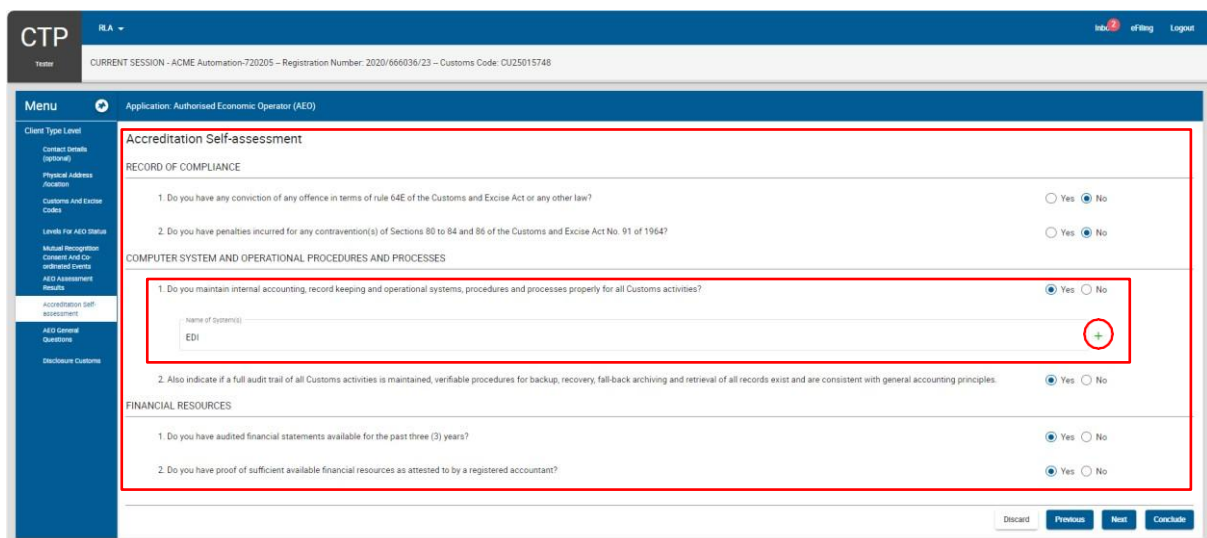 CTP
Tester
RLA
Inbox 2 eFiling Logout
CURRENT SESSION - ACME Automation-720205 – Registration Number: 2020/666036/23 – Customs Code: CU25015748
Menu
Application: Authorised Economic Operator (AEO)
Client Type Level
Contact Details
(optional)
Physical Address
/location
Customs And Excise
Codes
Levels For AEO Status
Mutual Recognition
Consent And Co-
ordinated Events
AEO Assessment
Results
Accreditation Self-
assessment
AEO General
Questions
Disclosure Customs
Accreditation Self-assessment
RECORD OF COMPLIANCE
1. Do you have any conviction of any offence in terms of rule 64E of the Customs and Excise Act or any other law? Yes No
2. Do you have penalties incurred for any contravention(s) of Sections 80 to 84 and 86 of the Customs and Excise Act No. 91 of 1964? Yes No
COMPUTER SYSTEM AND OPERATIONAL PROCEDURES AND PROCESSES
1. Do you maintain internal accounting, record keeping and operational systems, procedures and processes properly for all Customs activities? Yes No
Name of System(s)
EDI +
2. Also indicate if a full audit trail of all Customs activities is maintained, verifiable procedures for backup, recovery, fall-back archiving and retrieval of all records exist and are consistent with general accounting principles. Yes No
FINANCIAL RESOURCES
1. Do you have audited financial statements available for the past three (3) years? Yes No
2. Do you have proof of sufficient available financial resources as attested to by a registered accountant? Yes No
Discard Previous Next Conclude